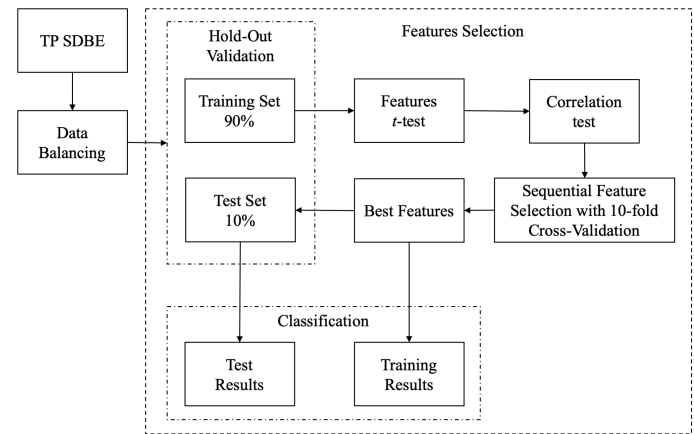 TP SDBE
Data
Balancing
Hold-Out
Validation
Features Selection
Training Set
90%
Features
t-test
Correlation
test
Test Set
10%
Best Features
Sequential Feature
Selection with 10-fold
Cross-Validation
Classification
Test
Results
Training
Results